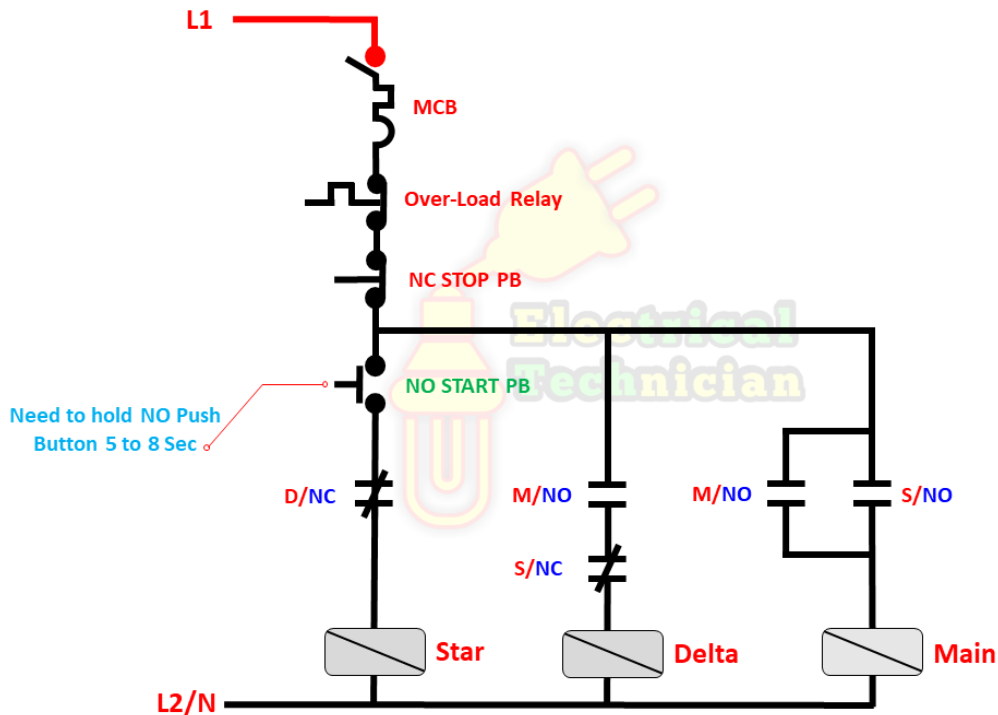 L1
MCB
Over-Load Relay
NC STOP PB
Electrical
Technician
NO START PB
Need to hold NO Push
Button 5 to 8 Sec
D/NC
M/NO
M/NO
S/NO
S/NC
Star
Delta
Main
L2/N